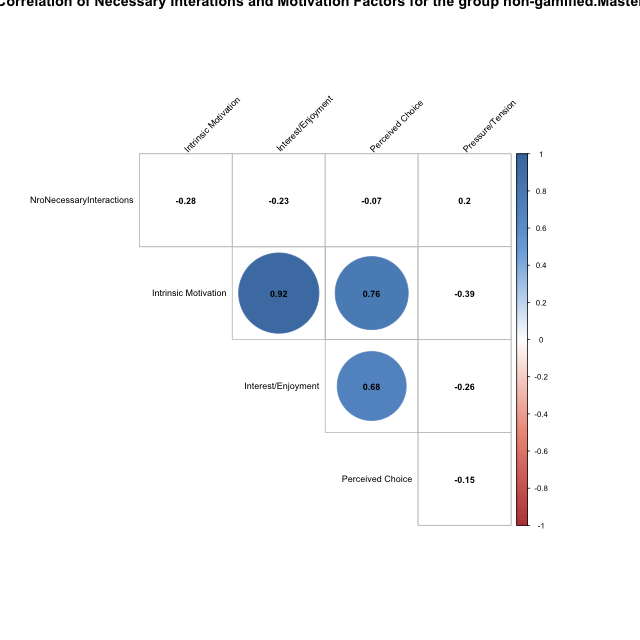 Correlation of Necessary Interations and Motivation Factors for the group non-gamified.Master
Intrinsic Motivation
Interest/Enjoyment
Perceived Choice
Pressure/Tension
NroNecessaryInteractions -0.28 -0.23 -0.07 0.2
Intrinsic Motivation 0.92 0.76 -0.39
Interest/Enjoyment 0.68 -0.26
Perceived Choice -0.15
1
0.8
0.6
0.4
0.2
0
-0.2
-0.4
-0.6
-0.8
-1